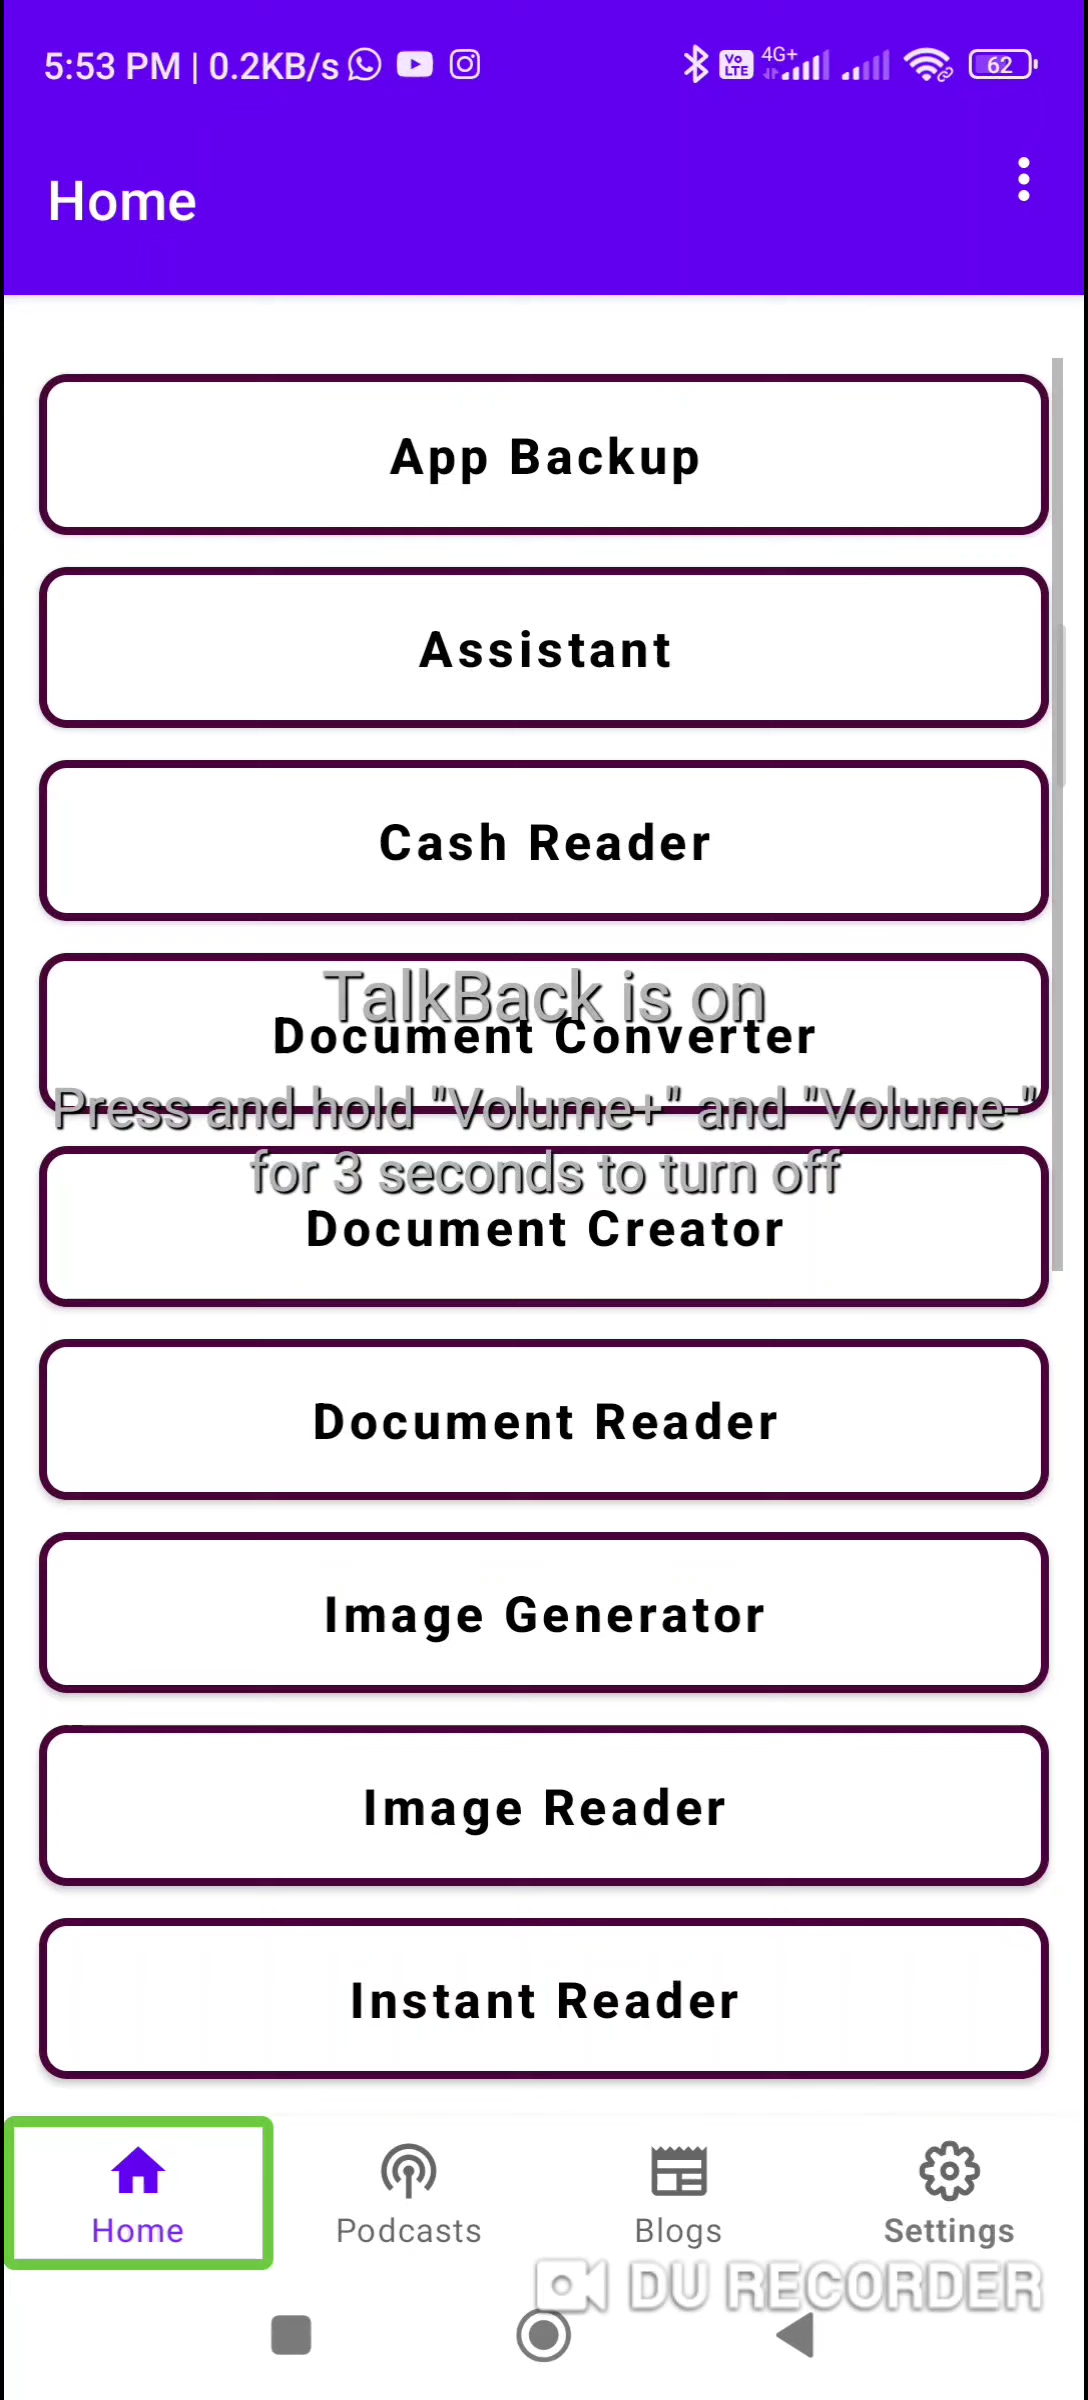 5:53 PM | 0.2KB/s Vo LTE 4G+ 62
Home
App Backup
Assistant
Cash Reader
TalkBack is on
Document Converter
Press and hold "Volume+" and "Volume-"
for 3 seconds to turn off
Document Creator
Document Reader
Image Generator
Image Reader
Instant Reader
Home Podcasts Blogs Settings
DU RECORDER